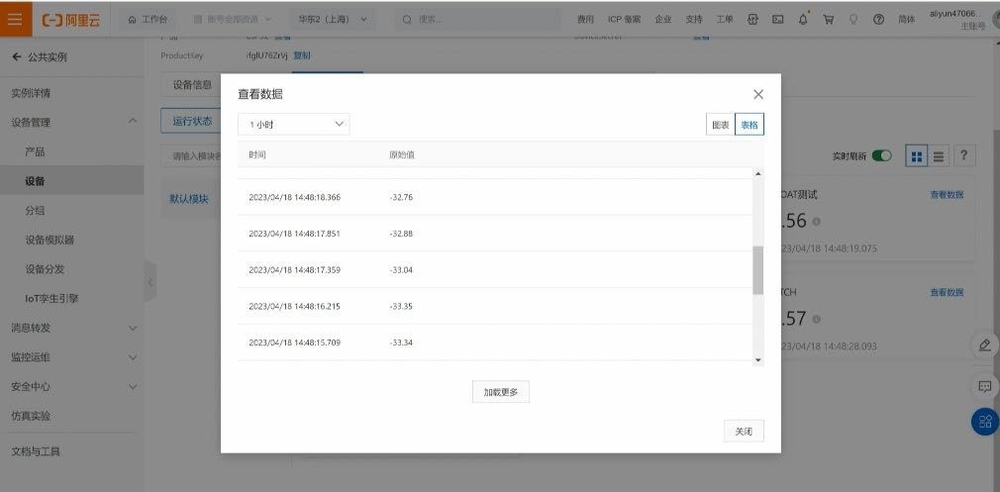 阿里云
工作台
账号全部资源
华东2（上海）
搜索...
费用
ICP 备案
企业
支持
工单
简体
aliyun47066...
主账号
公共实例
ProductKey
ifglU76ZrVj 复制
实例详情
设备信息
设备管理
运行状态
产品
实时刷新
设备
默认模块
分组
设备模拟器
设备分发
IoT孪生引擎
消息转发
监控运维
安全中心
仿真实验
文档与工具
查看数据
1 小时
图表
表格
时间
原始值
2023/04/18 14:48:18.366
-32.76
2023/04/18 14:48:17.851
-32.88
2023/04/18 14:48:17.359
-33.04
2023/04/18 14:48:16.215
-33.35
2023/04/18 14:48:15.709
-33.34
加载更多
关闭
OAT测试
查看数据
.56
23/04/18 14:48:19.075
TCH
查看数据
.57
23/04/18 14:48:28.093